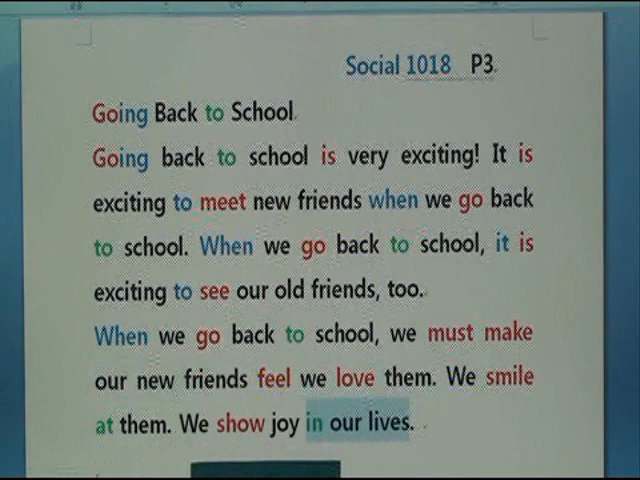 Social 1018 P3.
Going Back to School
Going back to school is very exciting! It is
exciting to meet new friends when we go back
to school. When we go back to school, it is
exciting to see our old friends, too.
When we go back to school, we must make
our new friends feel we love them. We smile
at them. We show joy in our lives.